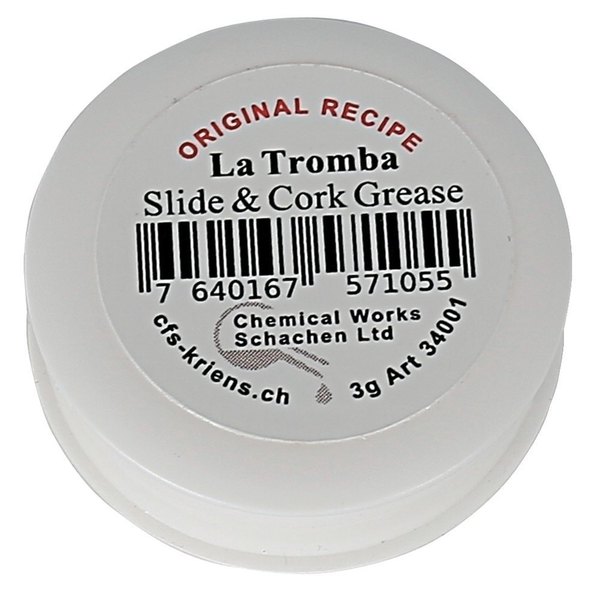 ORIGINAL RECIPE
La Tromba
Slide & Cork Grease
7 640167 571055
Chemical Works
Schachen Ltd
cfs-kriens.ch
3g Art 34001